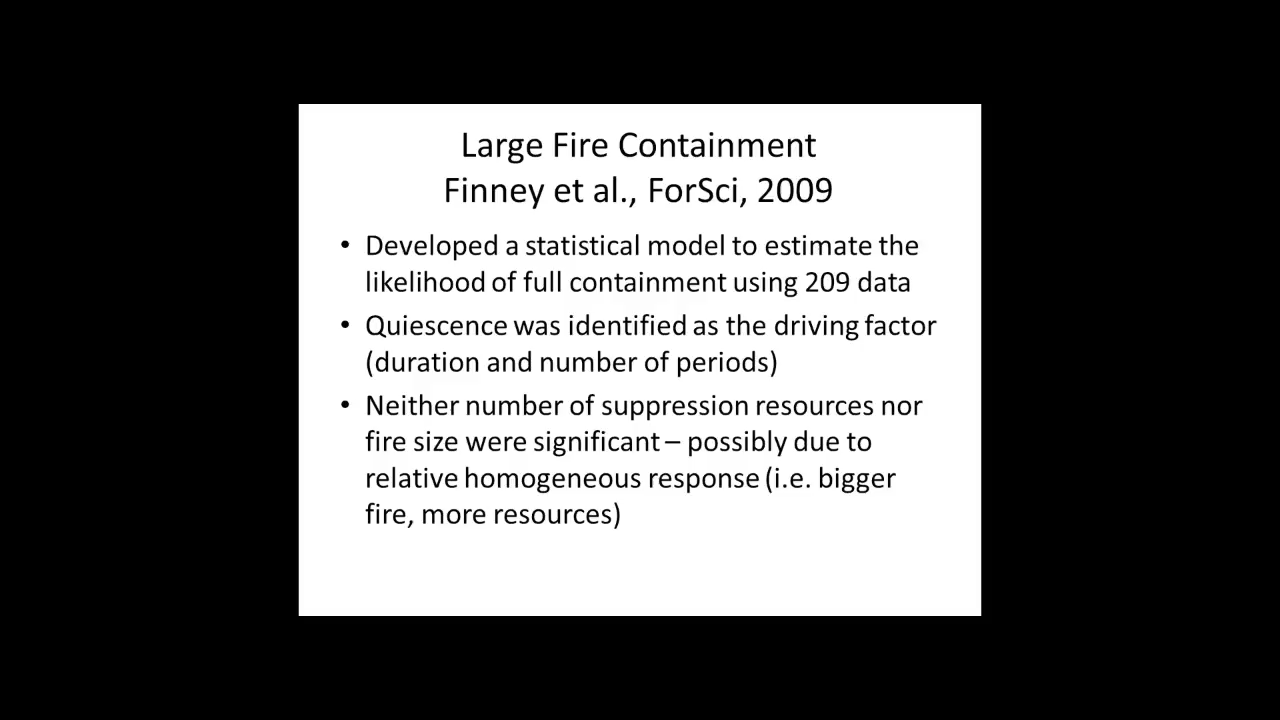 Large Fire Containment
Finney et al., ForSci, 2009
• Developed a statistical model to estimate the
likelihood of full containment using 209 data
• Quiescence was identified as the driving factor
(duration and number of periods)
• Neither number of suppression resources nor
fire size were significant – possibly due to
relative homogeneous response (i.e. bigger
fire, more resources)